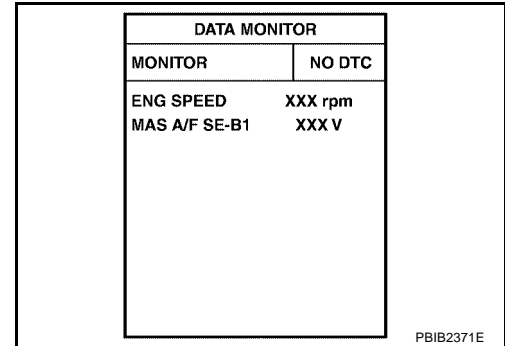 DATA MONITOR
MONITOR NO DTC
ENG SPEED XXX rpm
MAS A/F SE-B1 XXX V
PBIB2371E